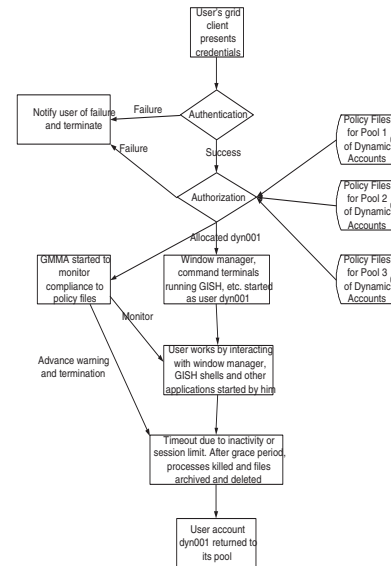 User's grid
client
presents
credentials
Notify user of failure
and terminate
Failure
Authentication
Failure
Success
Policy Files
for Pool 1
of Dynamic
Accounts
Authorization
Policy Files
for Pool 2
of Dynamic
Accounts
Allocated dyn001
GMMA started to
monitor
compliance to
policy files
Window manager,
command terminals
running GISH, etc. started
as user dyn001
Policy Files
for Pool 3
of Dynamic
Accounts
Monitor
Advance warning
and termination
User works by interacting
with window manager,
GISH shells and other
applications started by him
Timeout due to inactivity or
session limit. After grace period,
processes killed and files
archived and deleted
User account
dyn001 returned to
its pool